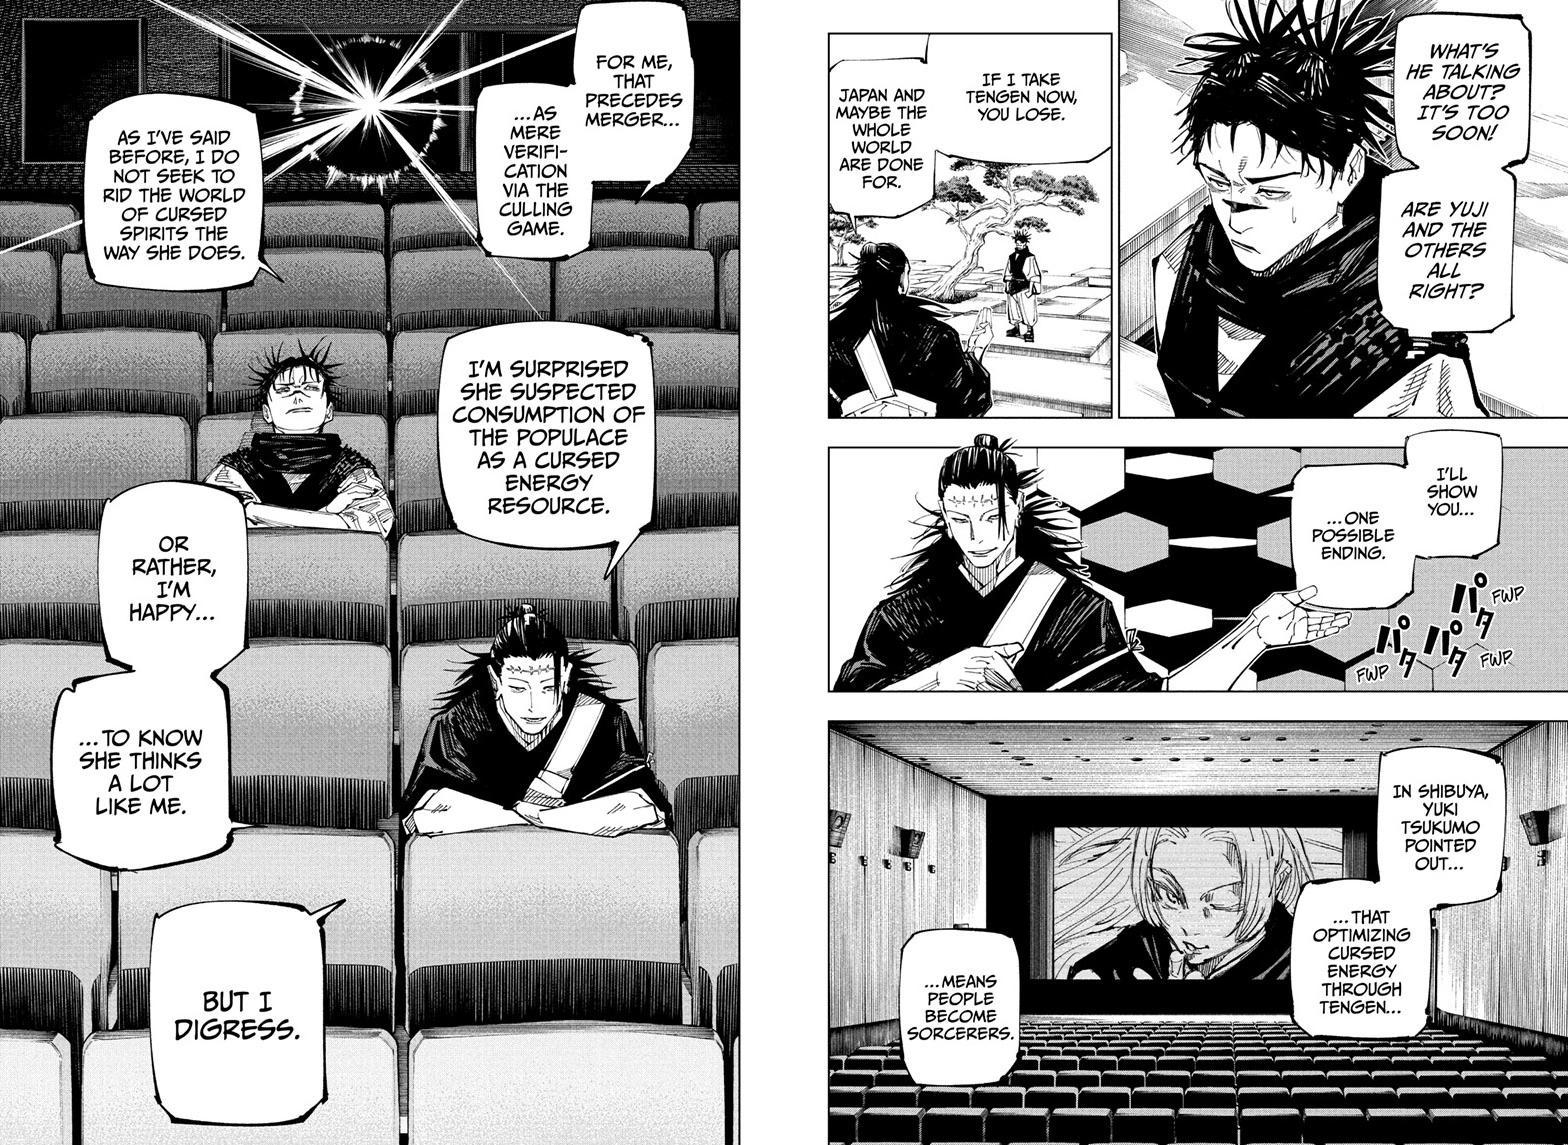 WHAT'S
HE TALKING
ABOUT?
IT'S TOO
SOON!
ARE YUJI
AND THE
OTHERS
ALL
RIGHT?
IF I TAKE
TENGEN NOW,
YOU LOSE.
JAPAN AND
MAYBE THE
WHOLE
WORLD
ARE DONE
FOR.
I'LL
SHOW
YOU...
...ONE
POSSIBLE
ENDING.
パタ
FWP
パタ
FWP
パタ
FWP
IN SHIBUYA,
YUKI
TSUKUMO
POINTED
OUT...
...THAT
OPTIMIZING
CURSED
ENERGY
THROUGH
TENGEN...
...MEANS
PEOPLE
BECOME
SORCERERS.
FOR ME,
THAT
PRECEDES
MERGER...
...AS
MERE
VERIFI-
CATION
VIA THE
CULLING
GAME.
AS I'VE SAID
BEFORE, I DO
NOT SEEK TO
RID THE WORLD
OF CURSED
SPIRITS THE
WAY SHE DOES.
I'M SURPRISED
SHE SUSPECTED
CONSUMPTION OF
THE POPULACE
AS A CURSED
ENERGY
RESOURCE.
OR
RATHER,
I'M
HAPPY...
...TO KNOW
SHE THINKS
A LOT
LIKE ME.
BUT I
DIGRESS.